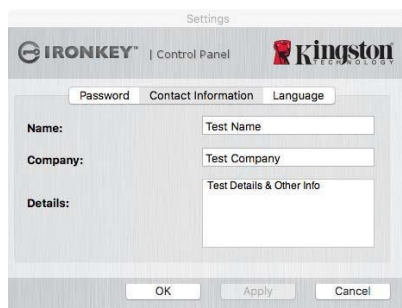 Settings
IRONKEY™ | Control Panel Kingston
TECHNOLOGY
Password Contact Information Language
Name: Test Name
Company: Test Company
Details: Test Details & Other Info
OK Apply Cancel